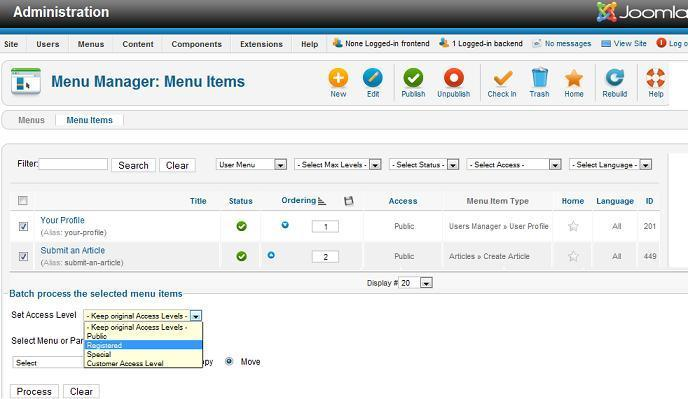 Administration
Joomla
Site Users Menus Content Components Extensions Help None Logged-in frontend 1 Logged-in backend No messages View Site Log o
Menu Manager: Menu Items
New Edit Publish Unpublish Check In Trash Home Rebuild Help
Menus Menu Items
Filter: Search Clear User Menu - Select Max Levels - - Select Status - - Select Access - - Select Language -
Title Status Ordering Access Menu Item Type Home Language ID
Your Profile
(Alias: your-profile) 1 Public Users Manager » User Profile All 201
Submit an Article
(Alias: submit-an-article) 2 Public Articles » Create Article All 449
Display # 20
Batch process the selected menu items
Set Access Level - Keep original Access Levels -
- Keep original Access Levels -
Public
Registered
Special
Customer Access Level
Select Menu or Par
Select opy Move
Process Clear